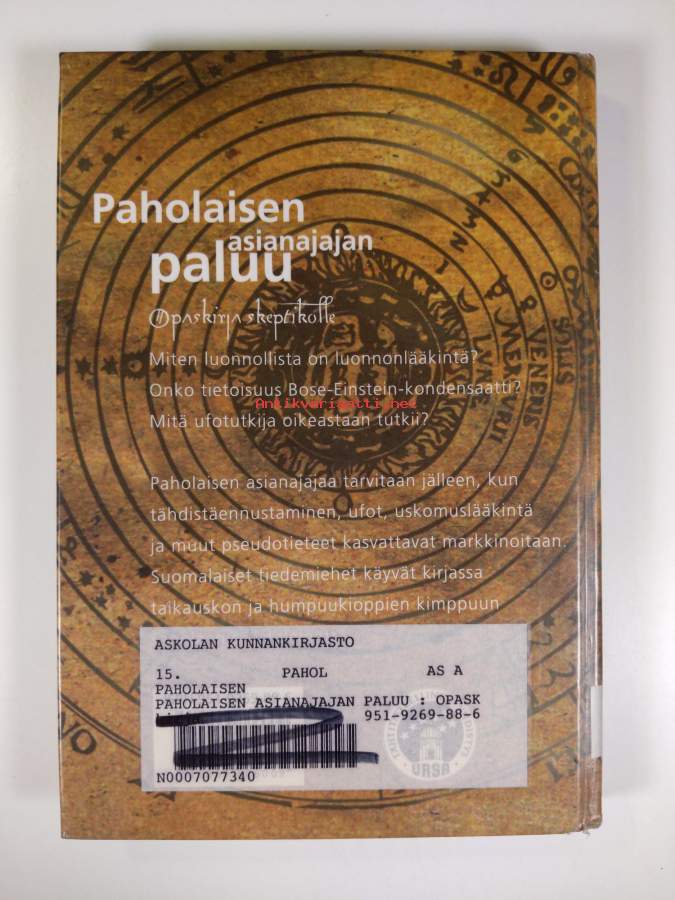 Paholaisen
asianajajan
paluu
Opaskirja skeptikolle
Miten luonnollista on luonnonlääkintä?
Onko tietoisuus Bose-Einstein-kondensaatti?
Antikvariaatti.net
Mitä ufotutkija oikeastaan tutkii?
Paholaisen asianajajaa tarvitaan jälleen, kun
tähdistäennustaminen, ufot, uskomuslääkintä
ja muut pseudotieteet kasvattavat markkinoitaan.
Suomalaiset tiedemiehet käyvät kirjassa
taikauskon ja humpuukioppien kimppuun
ASKOLAN KUNNANKIRJASTO
15. PAHOL AS A
PAHOLAISEN
PAHOLAISEN ASIANAJAJAN PALUU : OPASK
951-9269-88-6
N0007077340
URSA
VENERIS
SOLIS